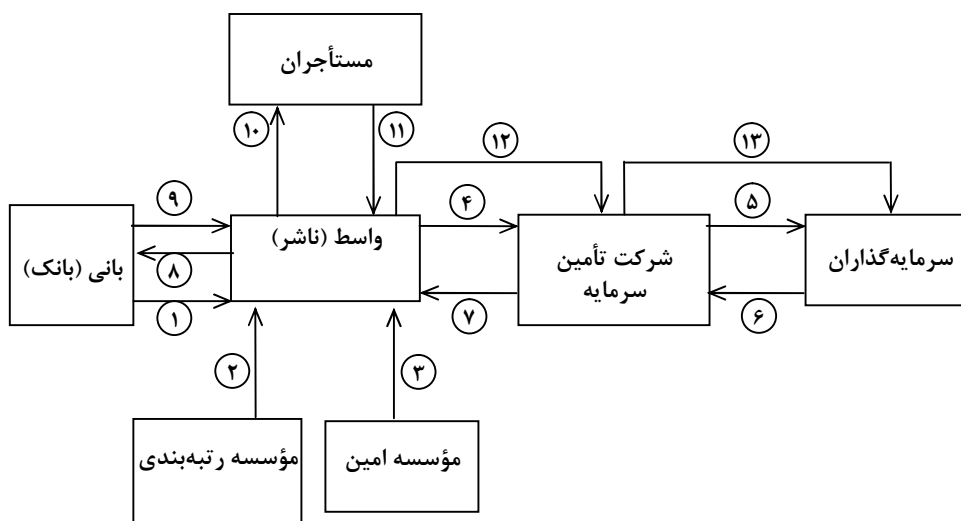 مستأجران
۱۰
۱۱
۱۲
۱۳
۹
۴
۵
واسط (ناشر)
بانی (بانک)
۸
شرکت تأمین
سرمایه
سرمایه‌گذاران
۱
۷
۶
۲
۳
مؤسسه رتبه‌بندی
مؤسسه امین